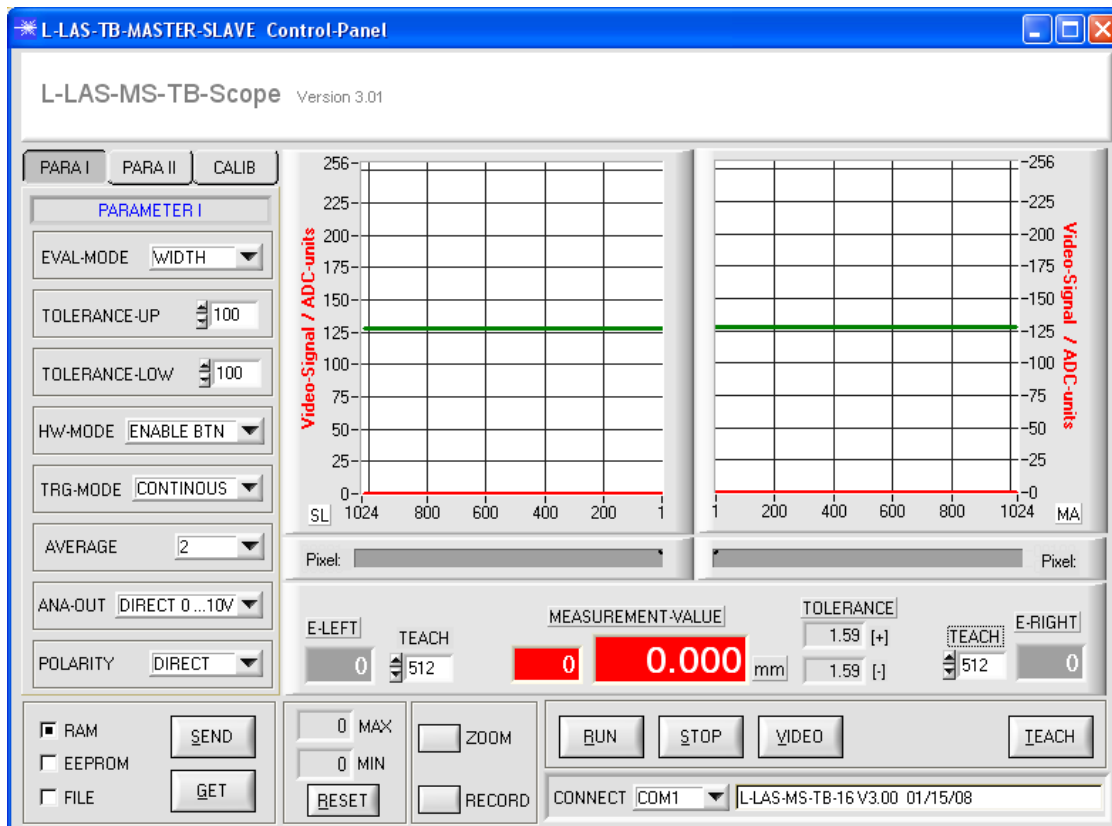 L-LAS-TB-MASTER-SLAVE Control-Panel
L-LAS-MS-TB-Scope Version 3.01
PARA I PARA II CALIB
PARAMETER I
EVAL-MODE WIDTH
TOLERANCE-UP 100
TOLERANCE-LOW 100
HW-MODE ENABLE BTN
TRG-MODE CONTINOUS
AVERAGE 2
ANA-OUT DIRECT 0...10V
POLARITY DIRECT
Video-Signal / ADC-units
256
225
200
175
150
125
100
75
50
25
0
SL 1024 800 600 400 200 1
256
225
200
175
150
125
100
75
50
25
0
Video-Signal / ADC-units
1 200 400 600 800 1024 MA
Pixel:
Pixel:
E-LEFT
0
TEACH
512
MEASUREMENT-VALUE
0 0.000 mm
TOLERANCE
1.59 [+]
1.59 [-]
TEACH
512
E-RIGHT
0
RAM
EEPROM
FILE
SEND
GET
0 MAX
0 MIN
RESET
ZOOM
RECORD
RUN STOP VIDEO TEACH
CONNECT COM1 L-LAS-MS-TB-16 V3.00 01/15/08